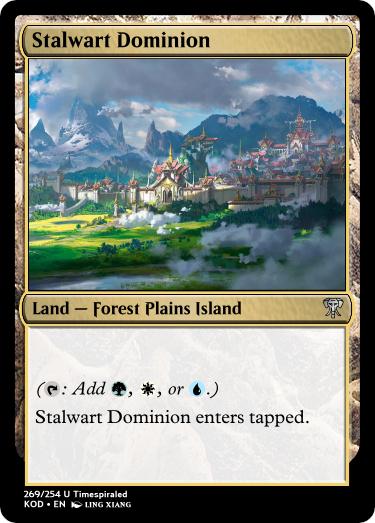 Stalwart Dominion
Land — Forest Plains Island
(: Add , , or .)
Stalwart Dominion enters tapped.
269/254 U Timespiraled
KOD • EN LING XIANG